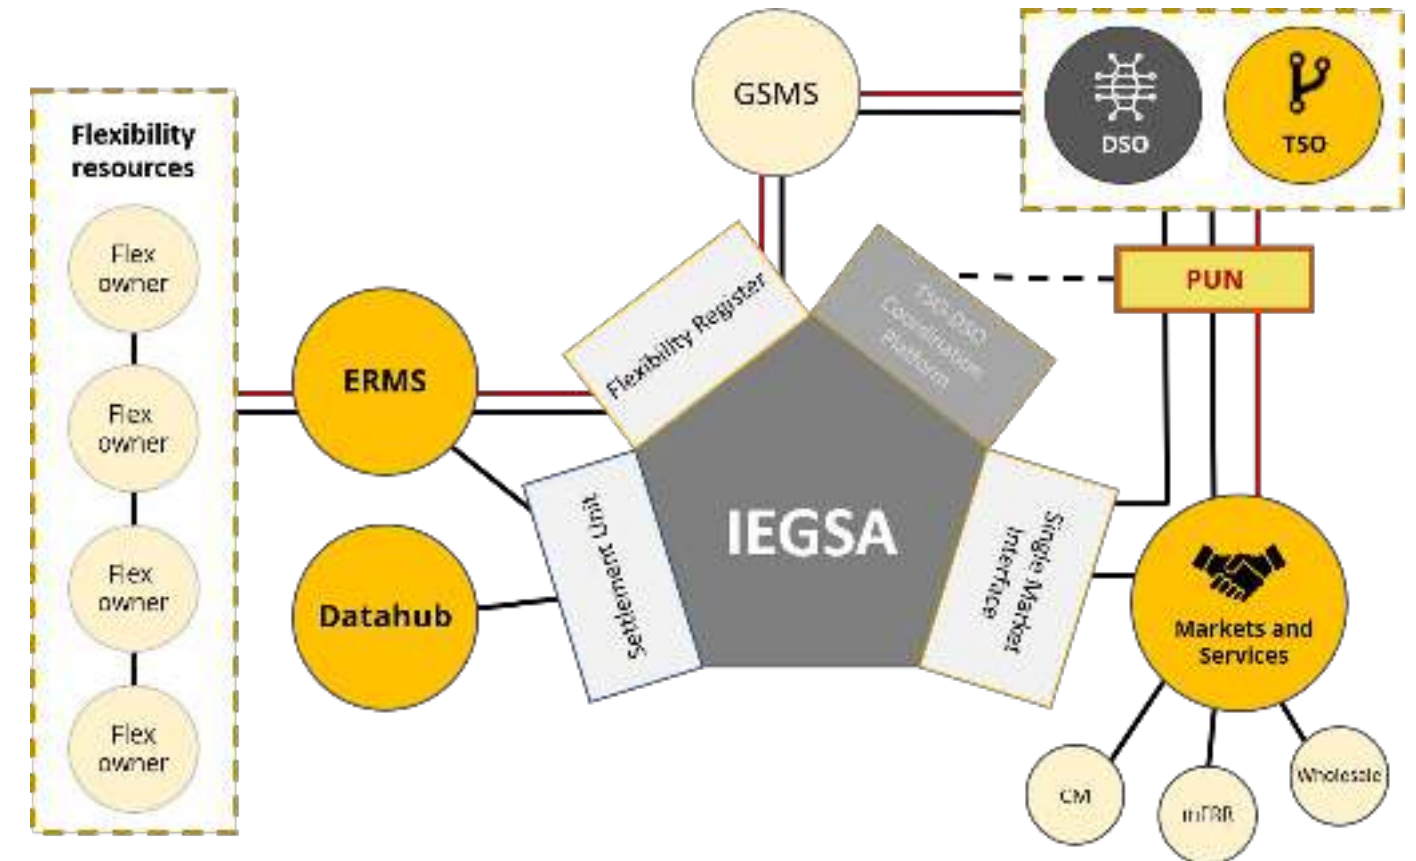 Flexibility
resources
Flex
owner
Flex
owner
Flex
owner
Flex
owner
ERMS
Datahub
GSMS
DSO
TSO
PUN
Flexibility Register
TSO-DSO
Coordination
Platform
Settlement Unit
IEGSA
Single Market
Interface
Markets and
Services
CM
mFRR
Wholesale